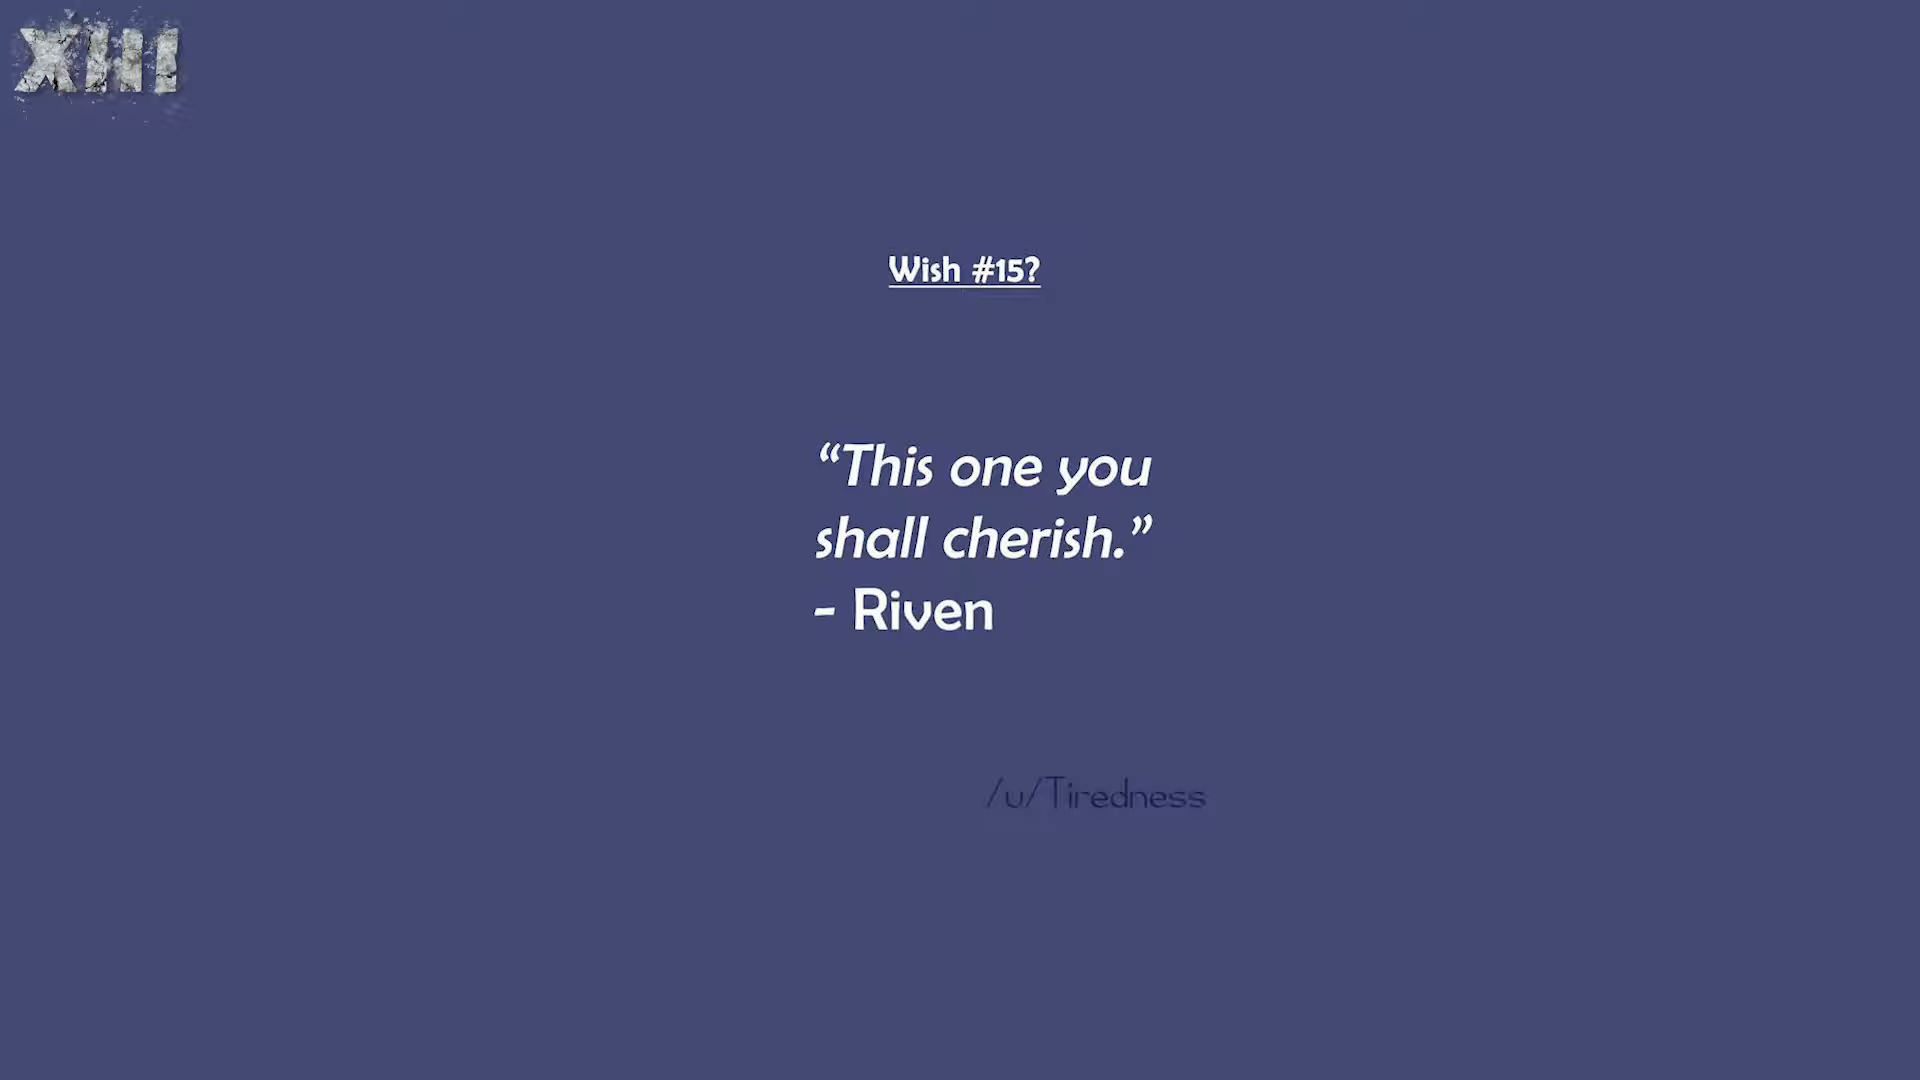 XIII
Wish #15?
“This one you
shall cherish.”
- Riven
/u/Tiredness